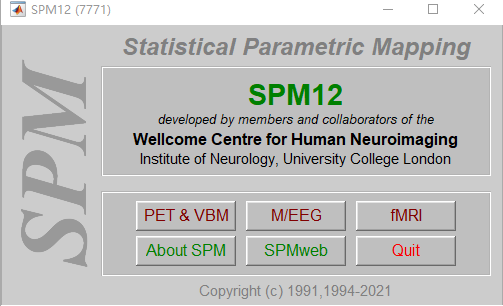 SPM12 (7771)
Statistical Parametric Mapping
SPM
SPM12
developed by members and collaborators of the
Wellcome Centre for Human Neuroimaging
Institute of Neurology, University College London
PET & VBM M/EEG fMRI
About SPM SPMweb Quit
Copyright (c) 1991,1994-2021